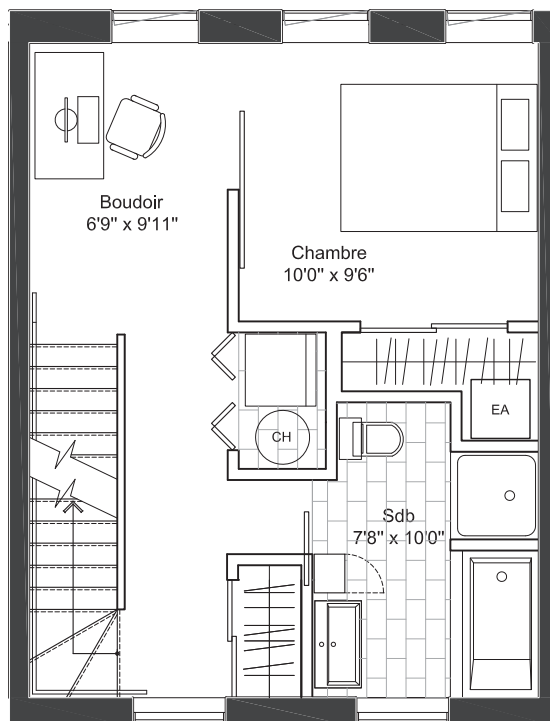 Boudoir
6'9" x 9'11"
Chambre
10'0" x 9'6"
EA
CH
Sdb
7'8" x 10'0"